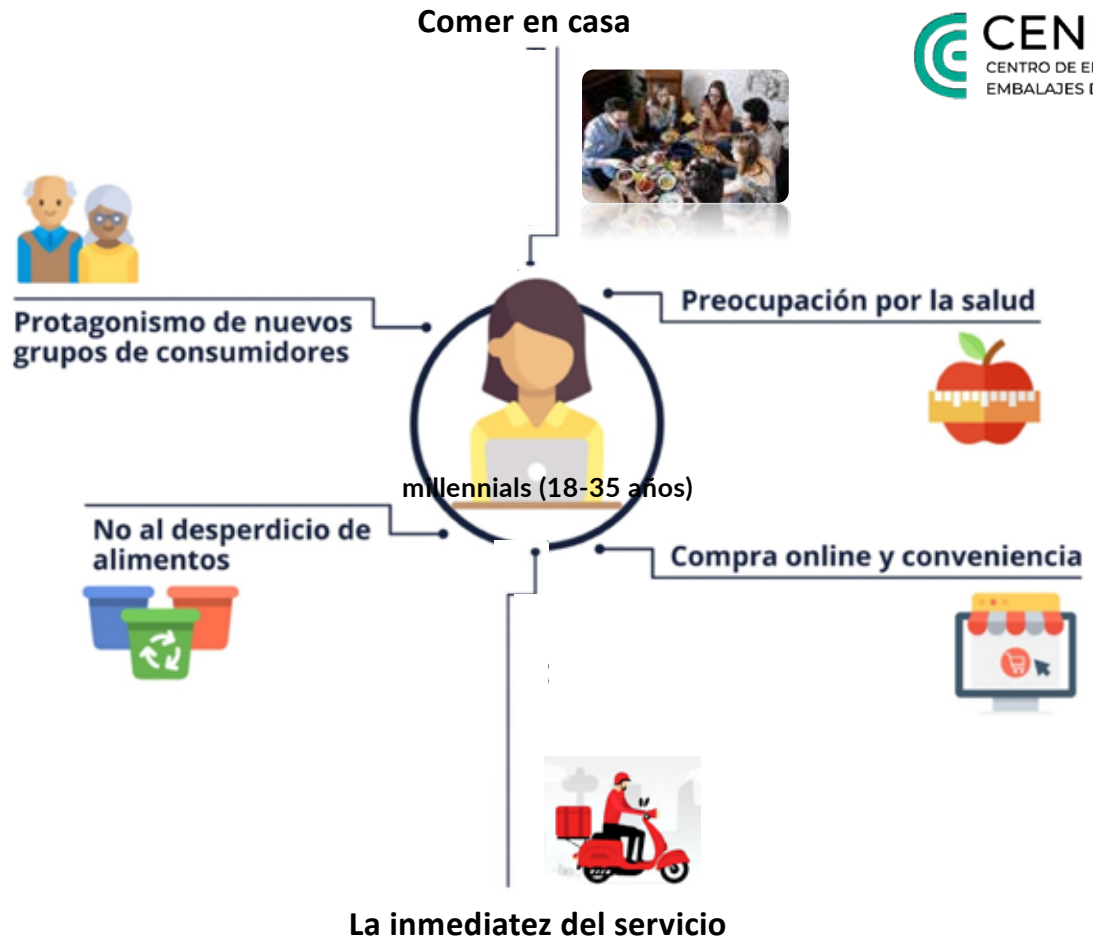 Comer en casa
CEN
CENTRO DE
EMBALAJES
Protagonismo de nuevos
grupos de consumidores
Preocupación por la salud
millennials (18-35 años)
No al desperdicio de
alimentos
Compra online y conveniencia
La inmediatez del servicio